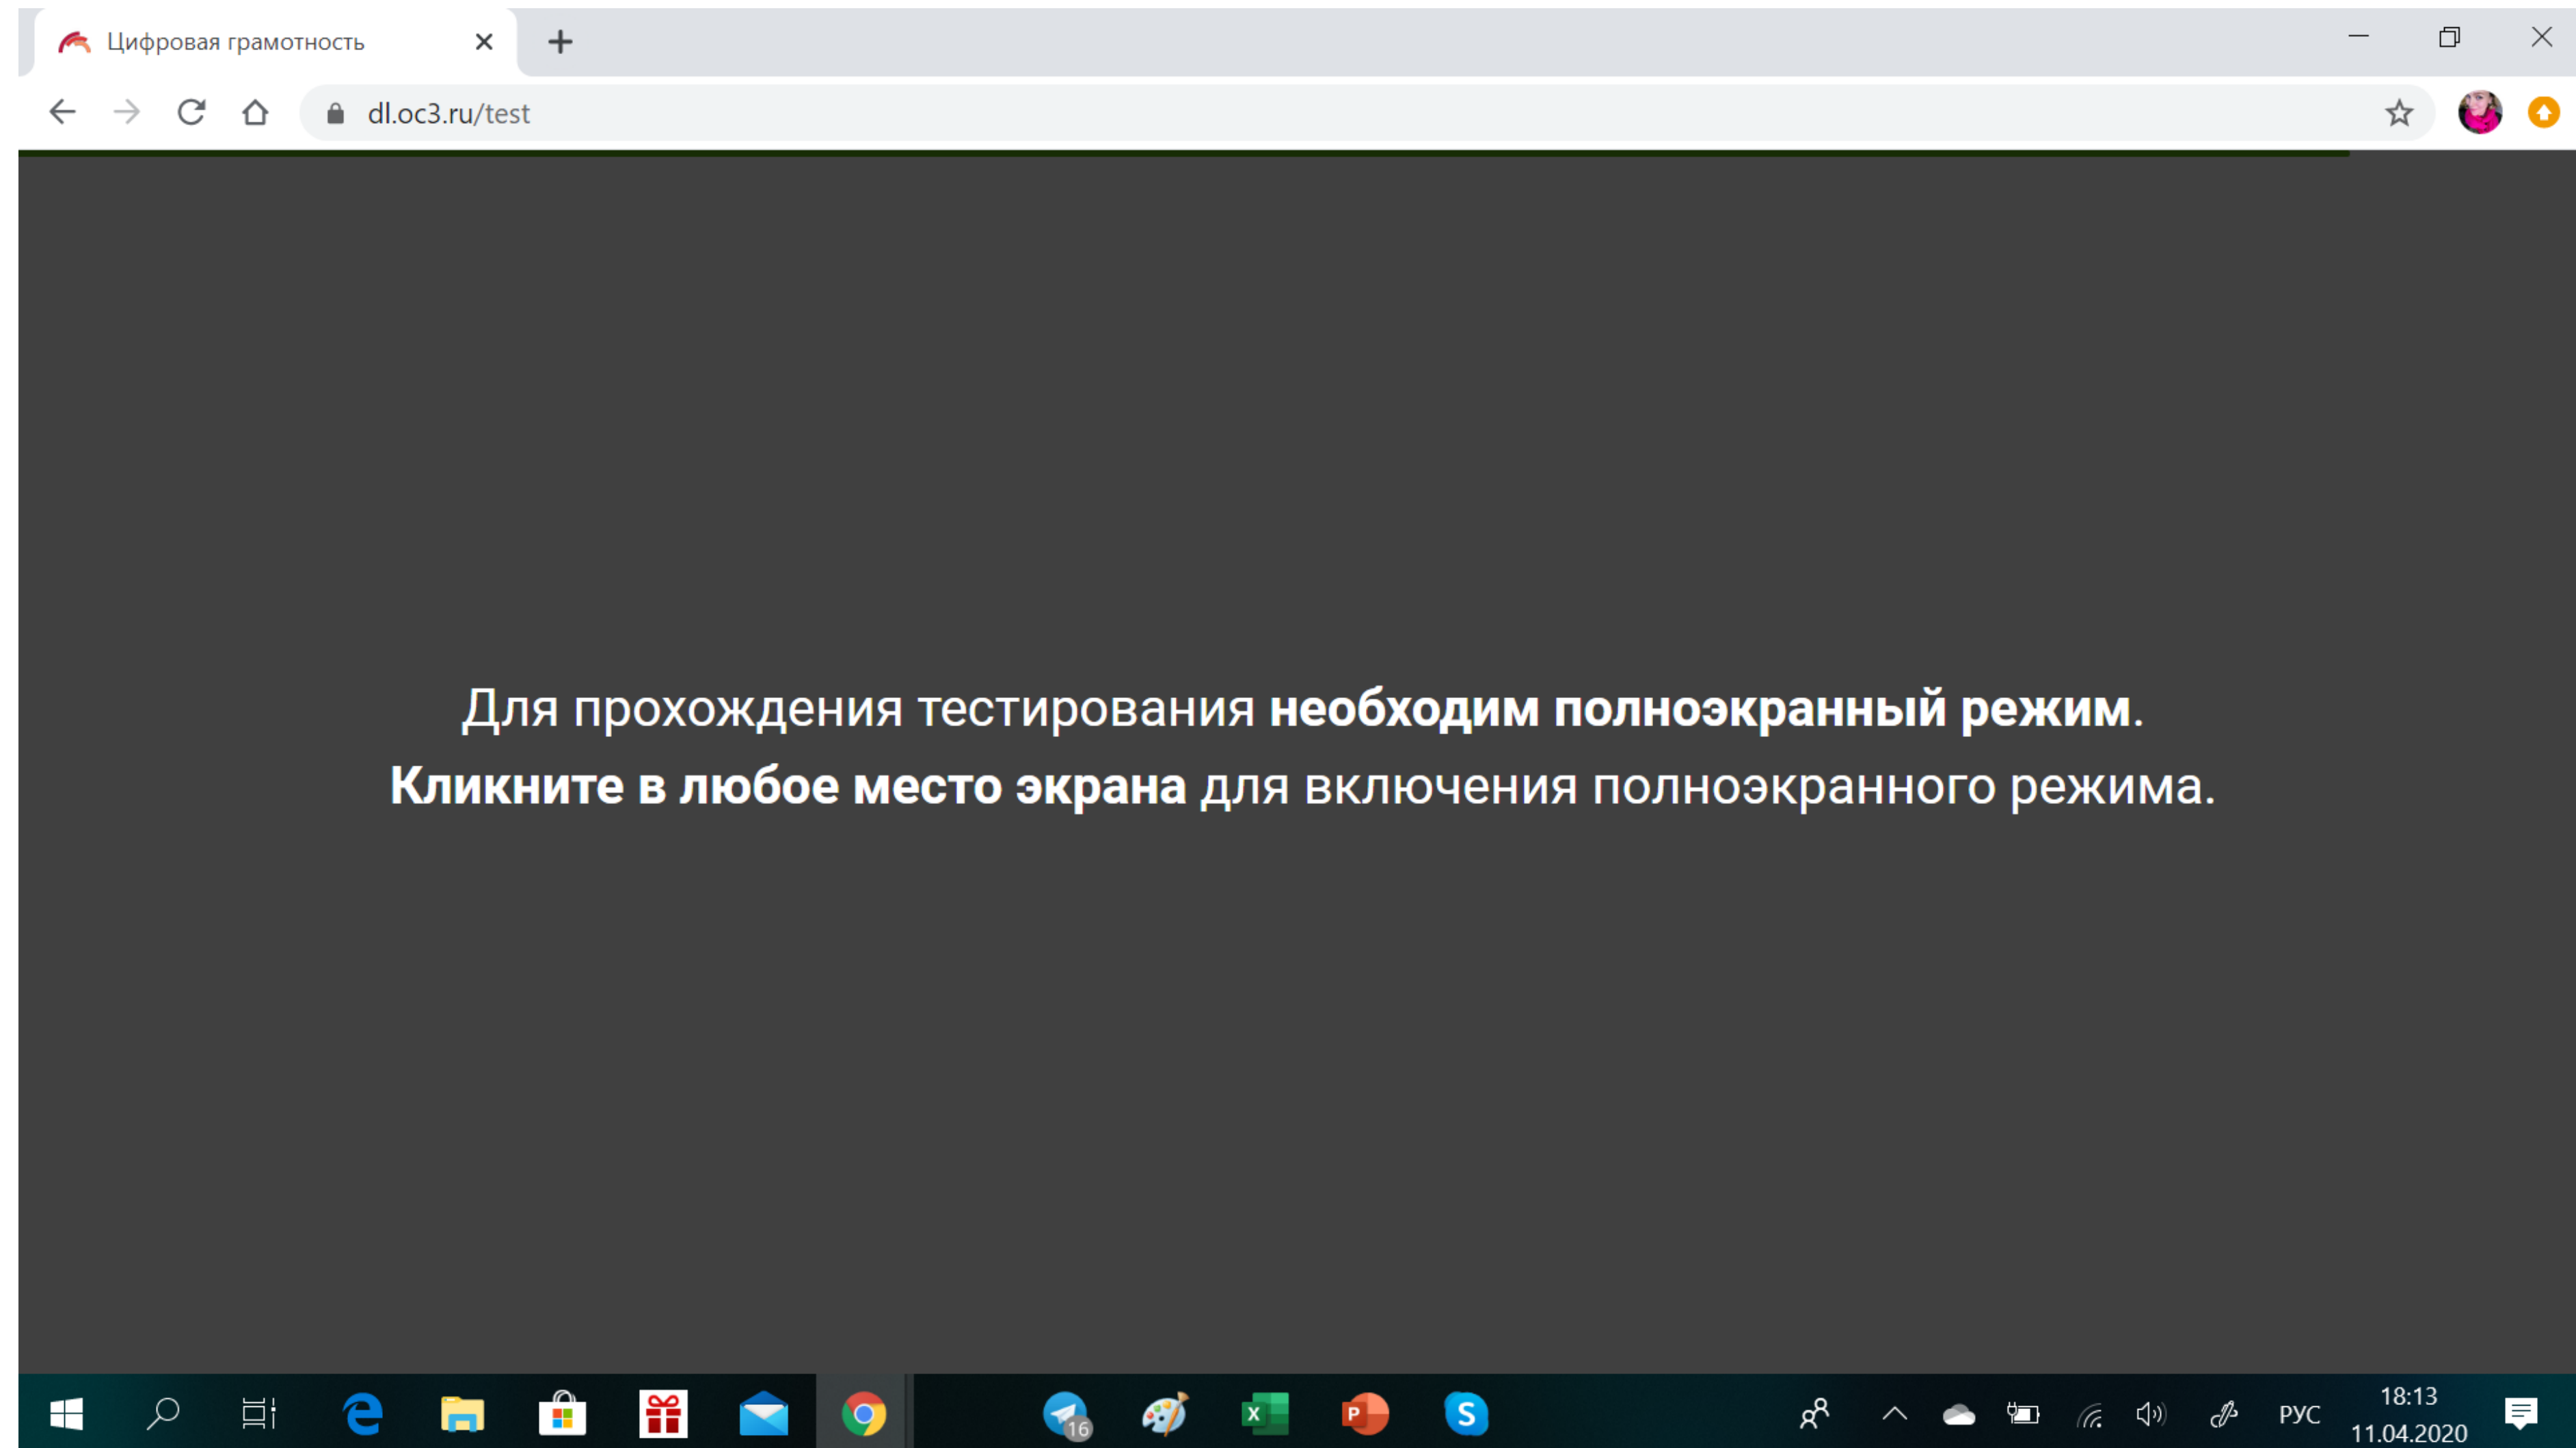 Цифровая грамотность
dl.oc3.ru/test
Для прохождения тестирования необходим полноэкранный режим.
Кликните в любое место экрана для включения полноэкранного режима.
16
РУС
18:13
11.04.2020